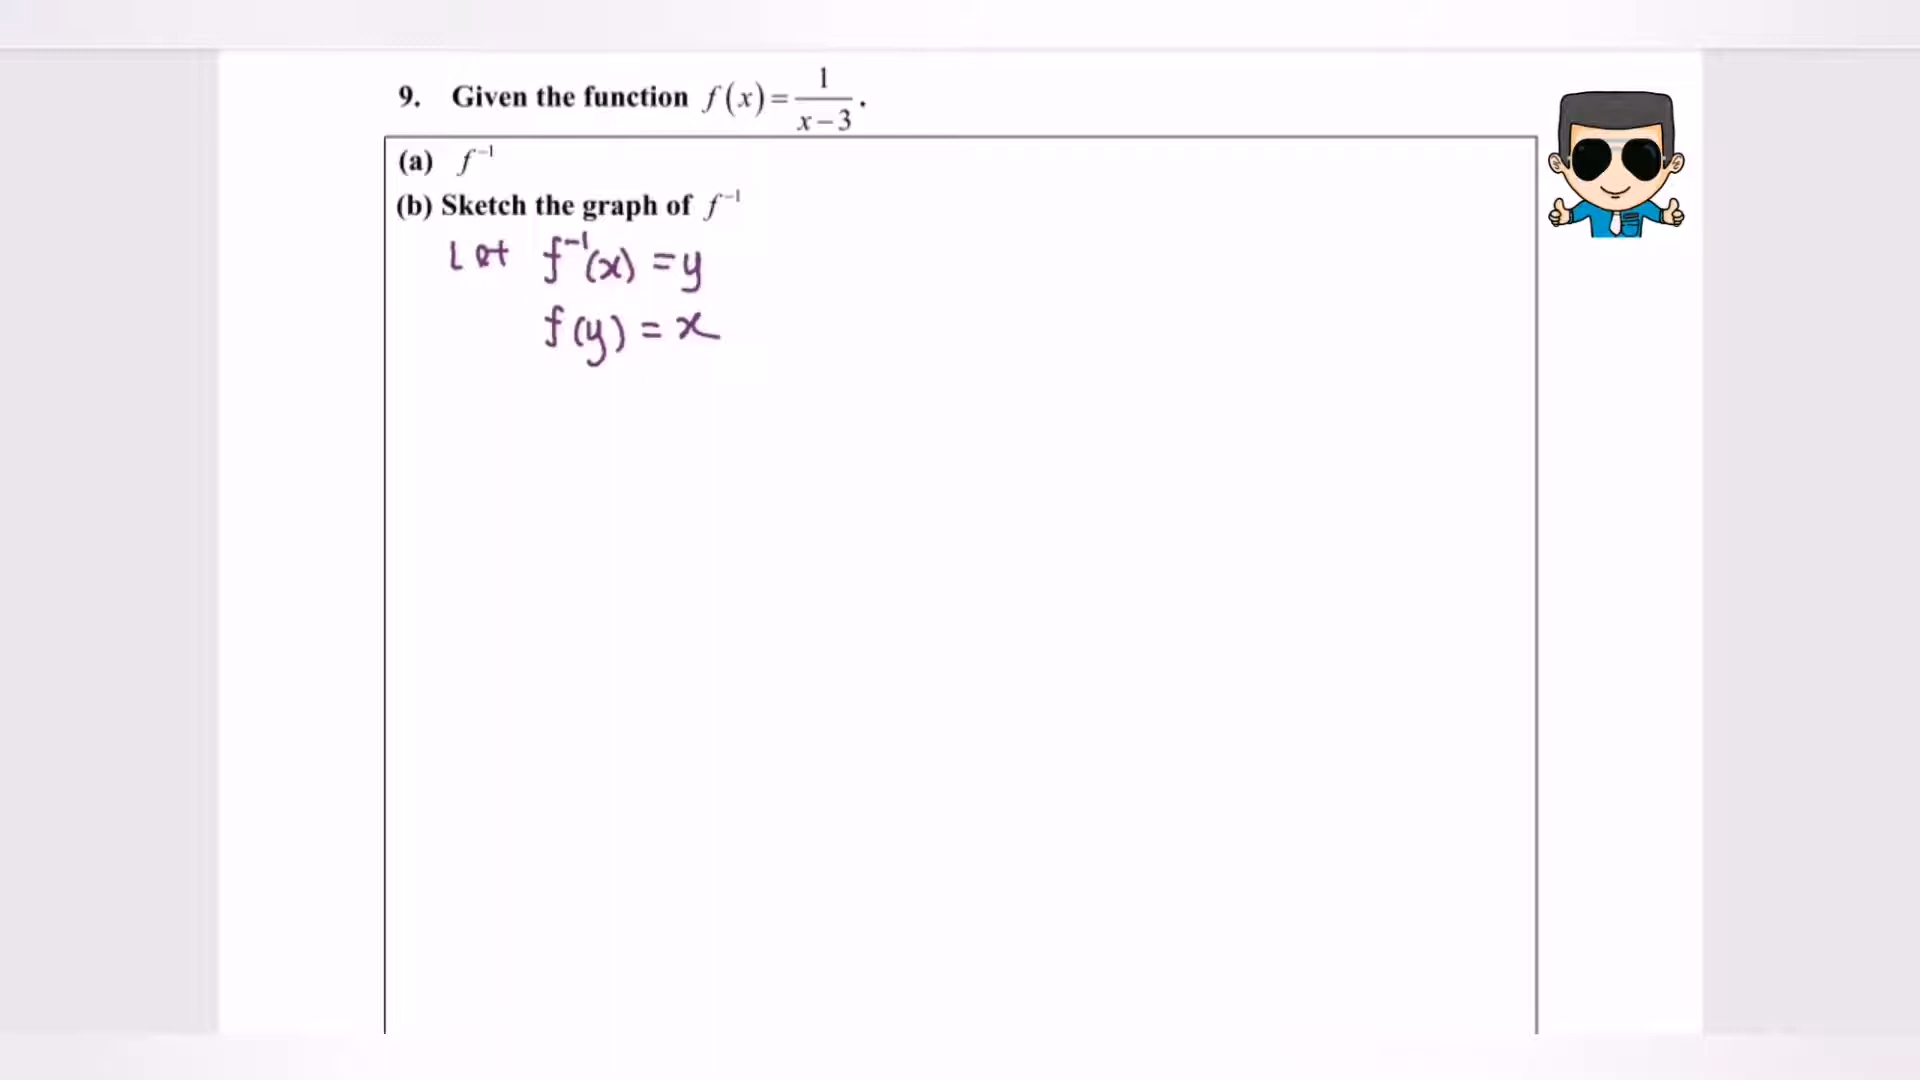 9. Given the function f(x) = 1/(x−3).
(a) f⁻¹
(b) Sketch the graph of f⁻¹
Let f⁻¹(x) = y
f(y) = x